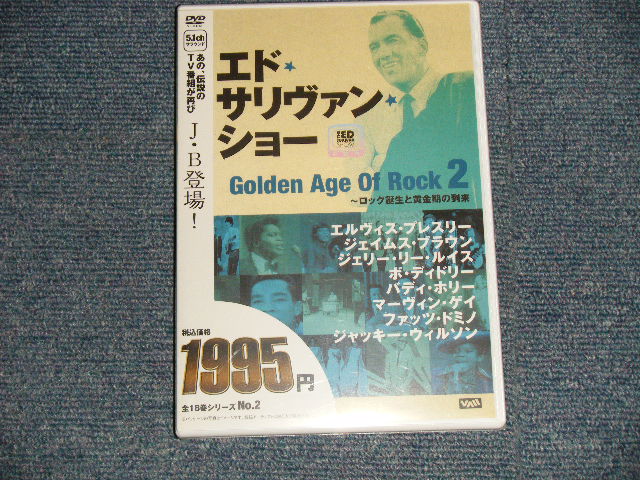 DVD
5.1ch
サラウンド
あの、伝説の
TV番組が再び
J・B登場!
エド★
サリヴァン★
ショー
ED
Golden Age Of Rock 2
〜ロック誕生と黄金期の到来
エルヴィス・プレスリー
ジェイムス・ブラウン
ジェリー・リー・ルイス
ボ・ディドリー
バディ・ホリー
マーヴィン・ゲイ
ファッツ・ドミノ
ジャッキー・ウィルソン
税込価格
1995円
全18巻シリーズ No.2
VAM